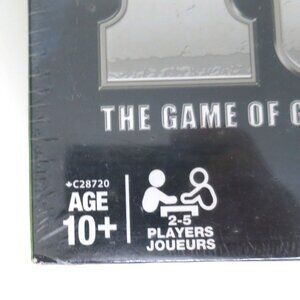 THE GAME OF G
C28720
AGE
10+
2-5
PLAYERS
JOUEURS